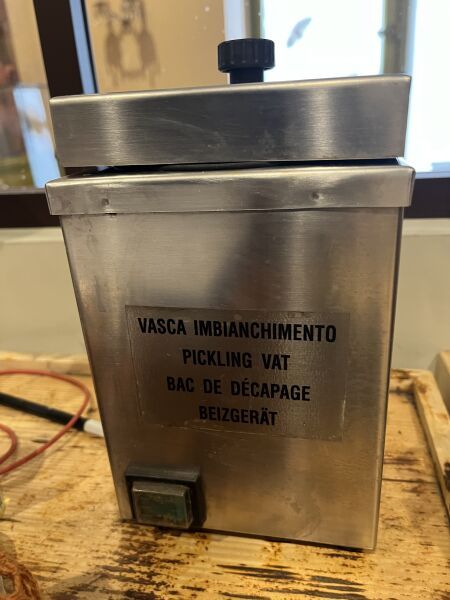 VASCA IMBIANCHIMENTO
PICKLING VAT
BAC DE DÉCAPAGE
BEIZGERÄT